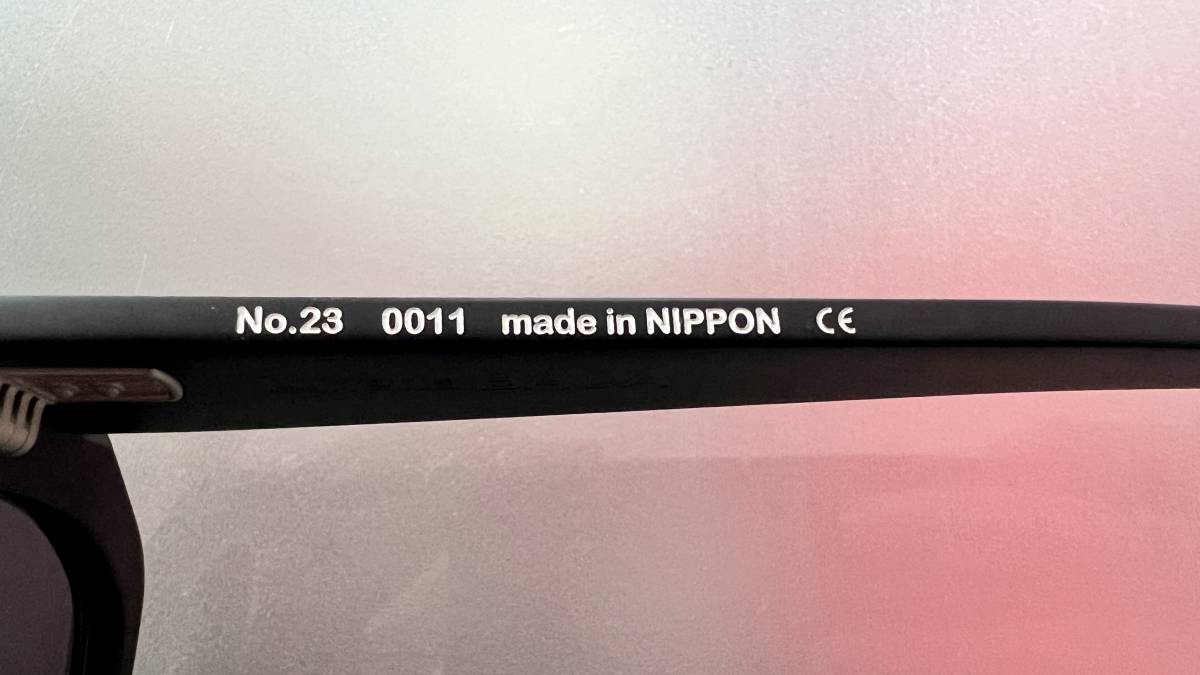 No.23 0011 made in NIPPON CE